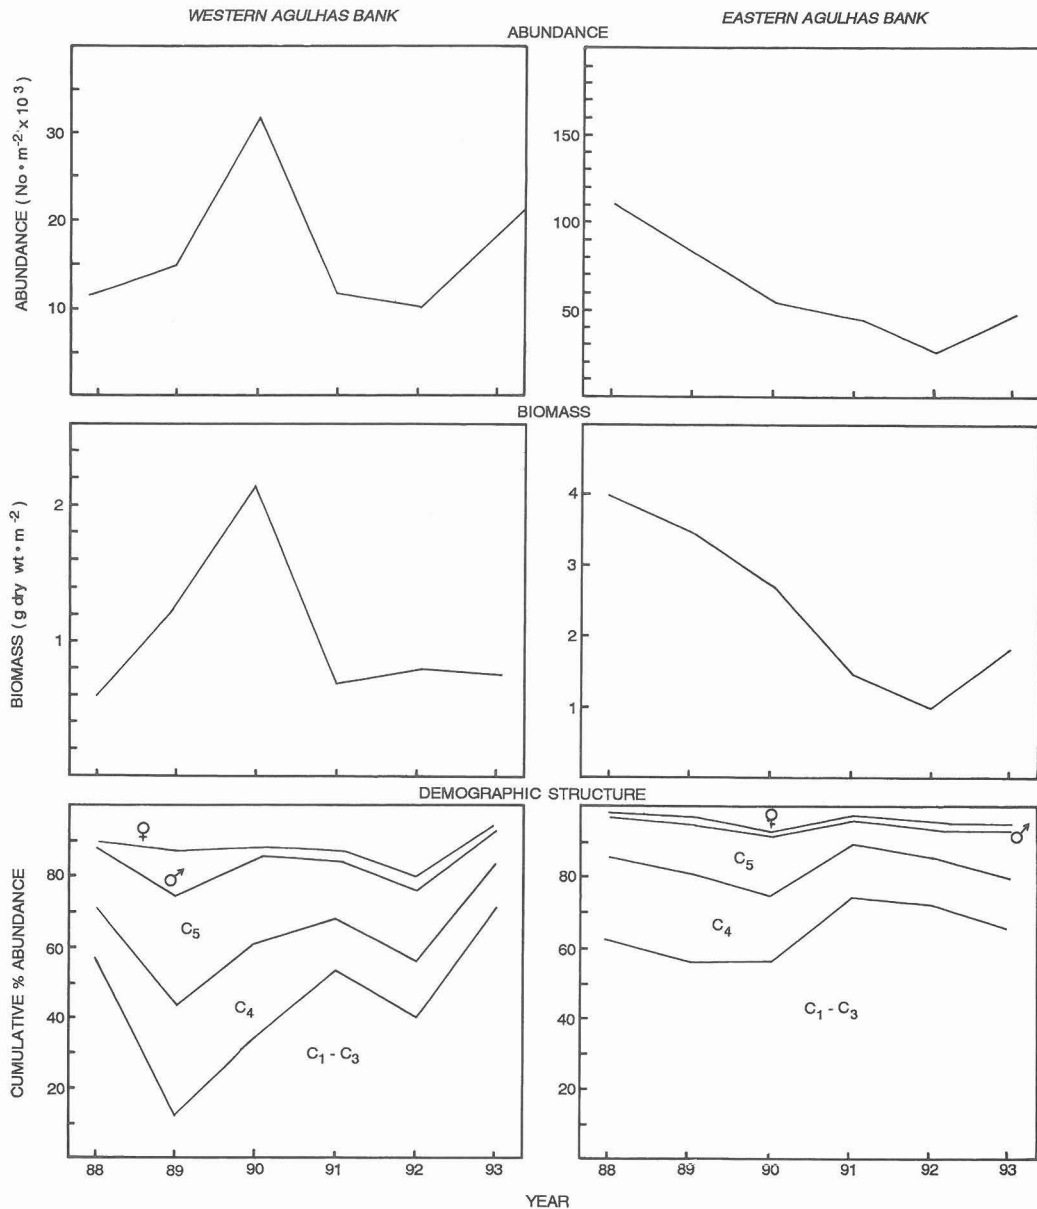 WESTERN AGULHAS BANK
EASTERN AGULHAS BANK
ABUNDANCE
ABUNDANCE ( No • m⁻² x 10³ )
30
20
10
150
100
50
BIOMASS
BIOMASS ( g dry wt • m⁻² )
2
1
4
3
2
1
DEMOGRAPHIC STRUCTURE
CUMULATIVE % ABUNDANCE
80
60
40
20
♀
♂
C₅
C₄
C₁ - C₃
88 89 90 91 92 93
80
60
40
20
♀
♂
C₅
C₄
C₁ - C₃
88 89 90 91 92 93
YEAR